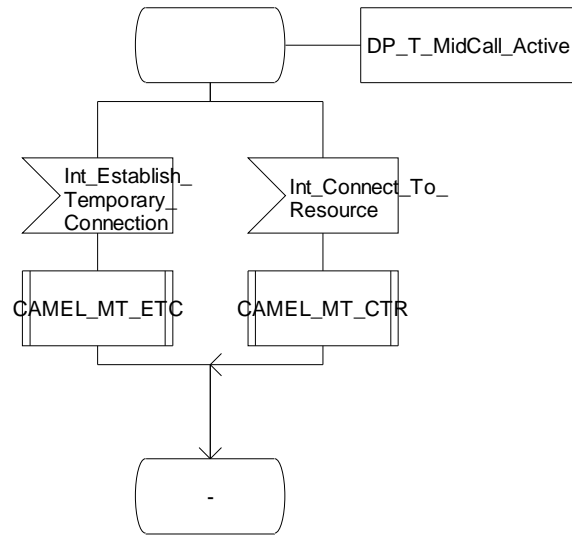 DP_T_MidCall_Active
Int_Establish_
Temporary_
Connection
Int_Connect_To_
Resource
CAMEL_MT_ETC
CAMEL_MT_CTR
-